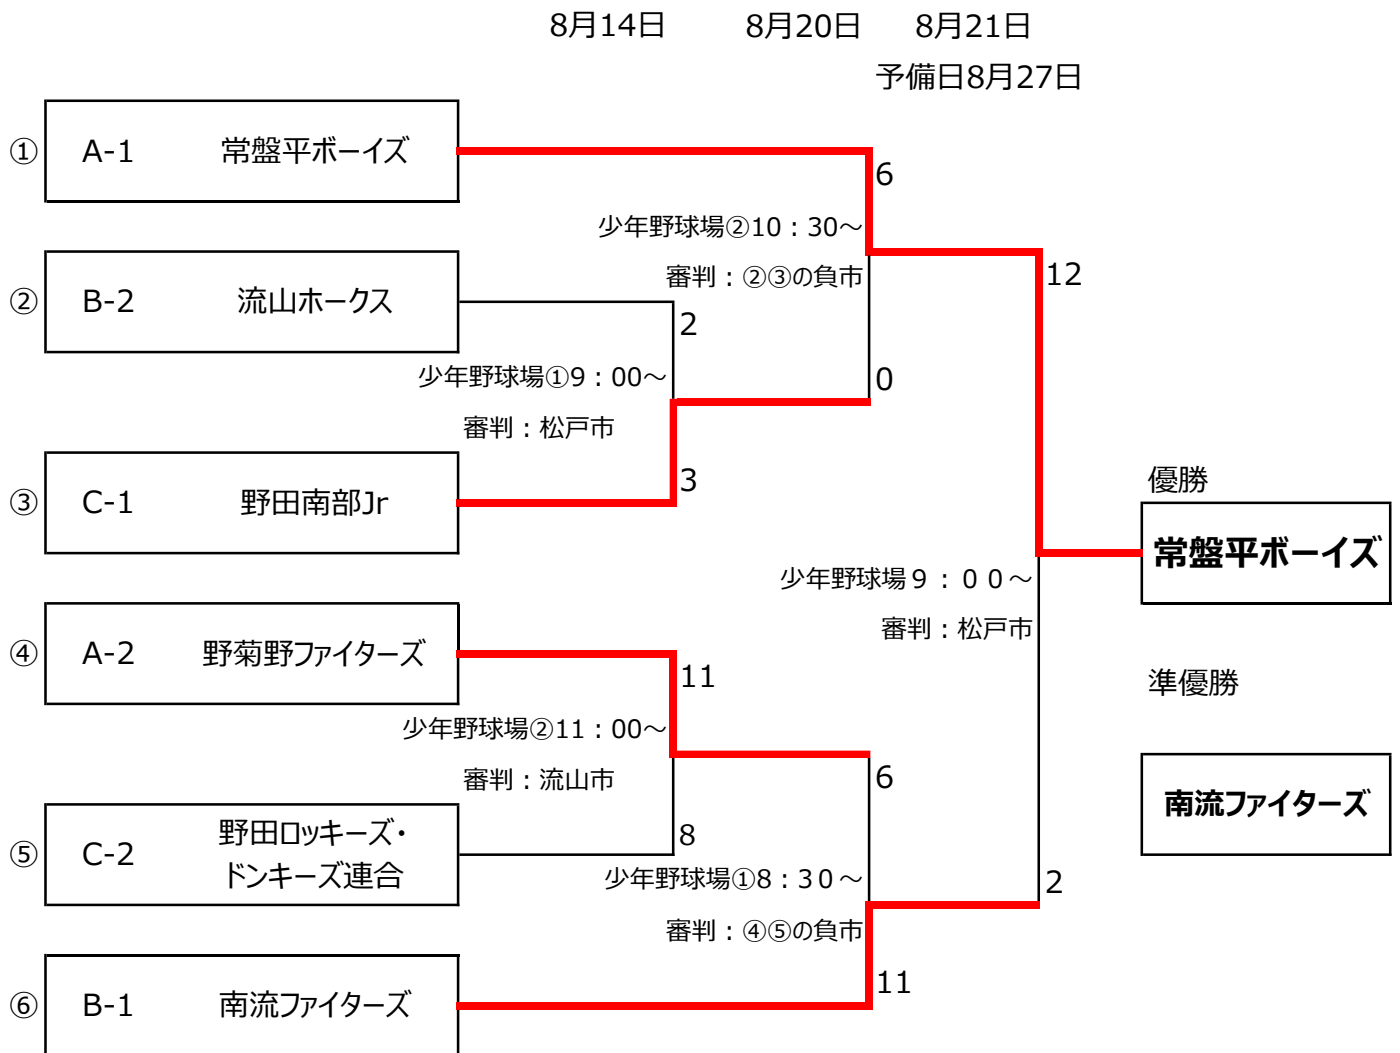 8月14日 8月20日 8月21日
予備日8月27日
① A-1 常盤平ボーイズ
6
少年野球場②10：30～
審判：②③の負市
12
② B-2 流山ホークス
2
少年野球場①9：00～
0
審判：松戸市
③ C-1 野田南部Jr
3
優勝
常盤平ボーイズ
少年野球場９：００～
審判：松戸市
④ A-2 野菊野ファイターズ
11
準優勝
少年野球場②11：00～
審判：流山市
6
南流ファイターズ
⑤ C-2 野田ロッキーズ・
ドンキーズ連合
8
少年野球場①8：3０～
2
審判：④⑤の負市
11
⑥ B-1 南流ファイターズ